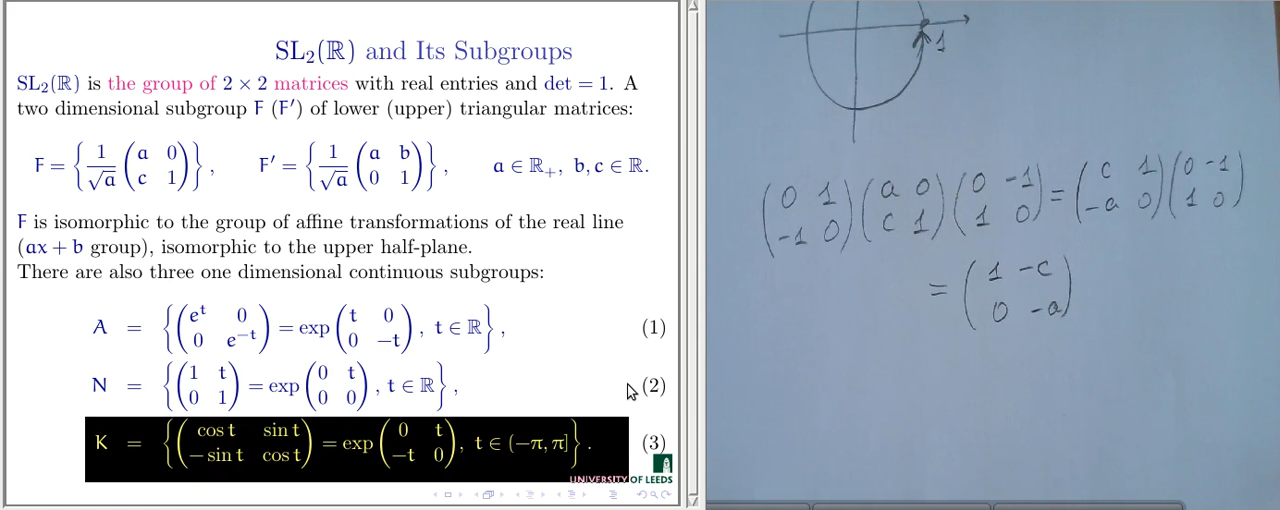 SL₂(ℝ) and Its Subgroups
SL₂(ℝ) is the group of 2 × 2 matrices with real entries and det = 1. A
two dimensional subgroup F (F′) of lower (upper) triangular matrices:
F = { 1/√a ( a 0 ; c 1 ) }, F′ = { 1/√a ( a b ; 0 1 ) }, a ∈ ℝ₊, b, c ∈ ℝ.
F is isomorphic to the group of affine transformations of the real line
(ax + b group), isomorphic to the upper half-plane.
There are also three one dimensional continuous subgroups:
A = { ( eᵗ 0 ; 0 e⁻ᵗ ) = exp ( t 0 ; 0 −t ), t ∈ ℝ }, (1)
N = { ( 1 t ; 0 1 ) = exp ( 0 t ; 0 0 ), t ∈ ℝ }, (2)
K = { ( cos t sin t ; − sin t cos t ) = exp ( 0 t ; −t 0 ), t ∈ (−π, π] }. (3)
UNIVERSITY OF LEEDS
1
( 0 1 ; -1 0 ) ( a 0 ; c 1 ) ( 0 -1 ; 1 0 ) = ( c 1 ; -a 0 ) ( 0 -1 ; 1 0 )
= ( 1 -c ; 0 -a )